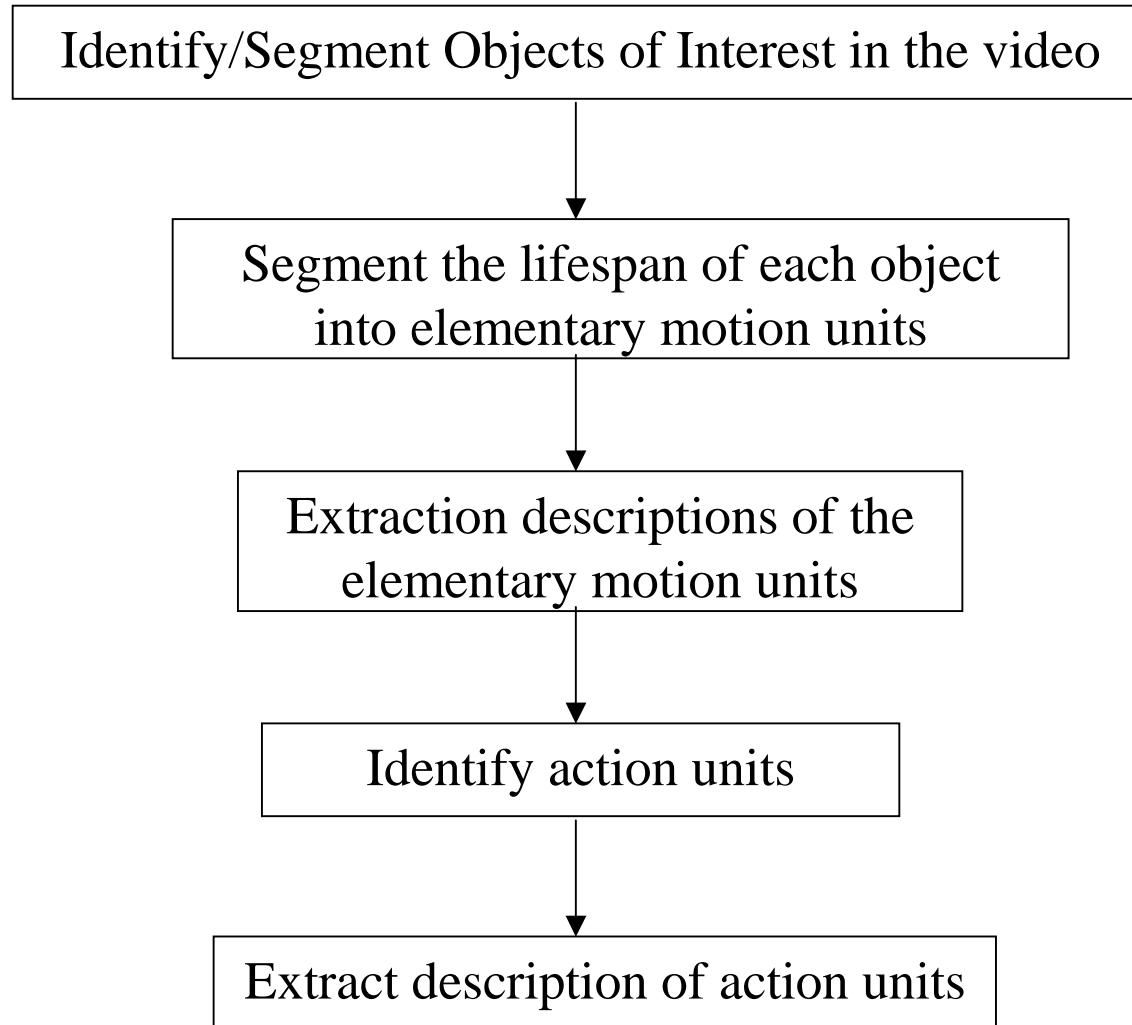 Identify/Segment Objects of Interest in the video
Segment the lifespan of each object
into elementary motion units
Extraction descriptions of the
elementary motion units
Identify action units
Extract description of action units